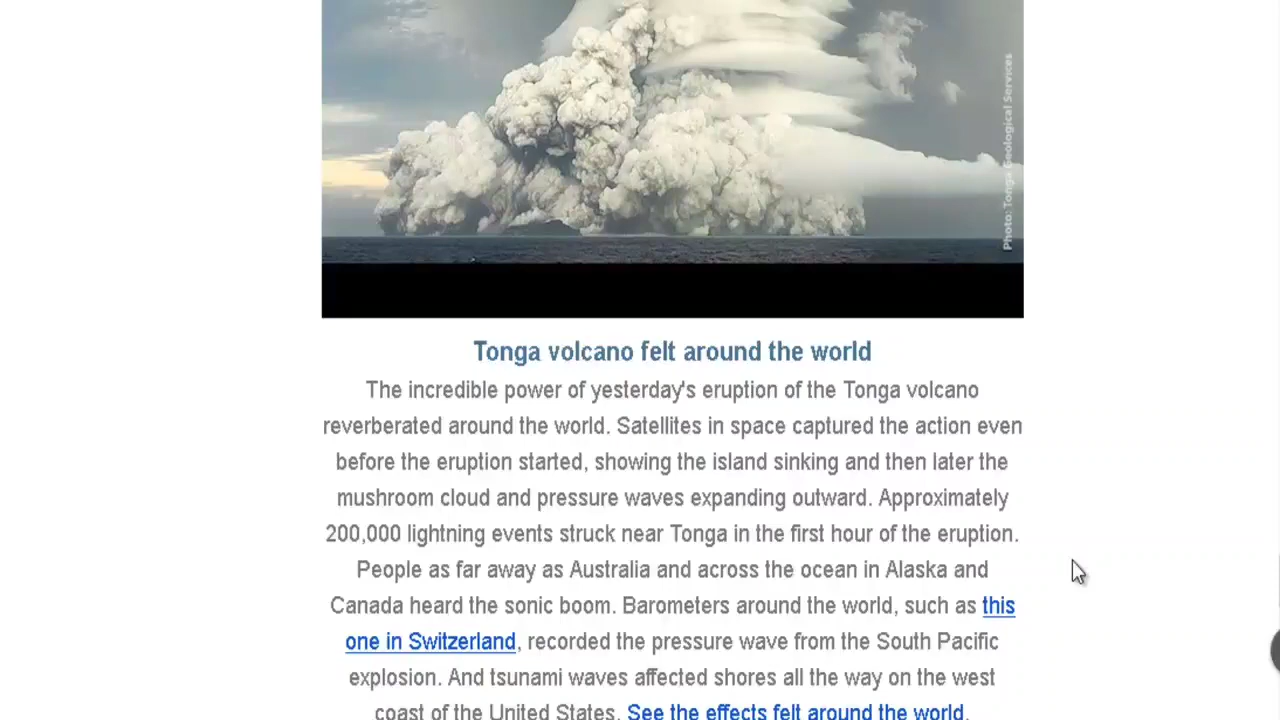 Photo: Tonga Geological Services
Tonga volcano felt around the world
The incredible power of yesterday's eruption of the Tonga volcano
reverberated around the world. Satellites in space captured the action even
before the eruption started, showing the island sinking and then later the
mushroom cloud and pressure waves expanding outward. Approximately
200,000 lightning events struck near Tonga in the first hour of the eruption.
People as far away as Australia and across the ocean in Alaska and
Canada heard the sonic boom. Barometers around the world, such as this
one in Switzerland, recorded the pressure wave from the South Pacific
explosion. And tsunami waves affected shores all the way on the west
coast of the United States. See the effects felt around the world.